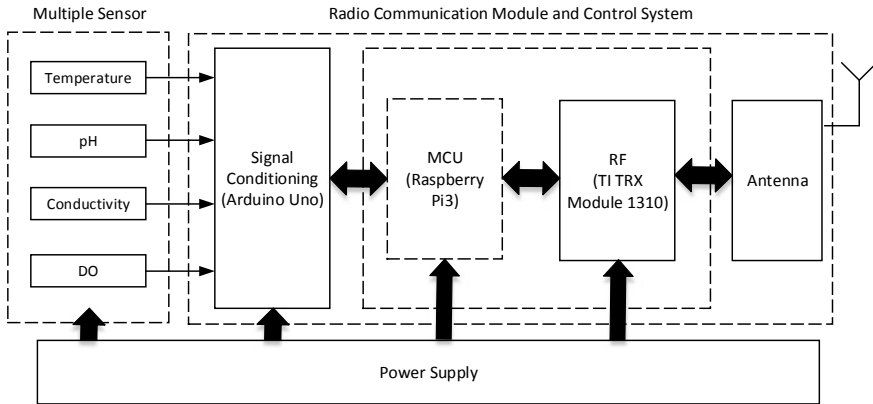 Multiple Sensor
Radio Communication Module and Control System
Temperature
pH
Conductivity
DO
Signal
Conditioning
(Arduino Uno)
MCU
(Raspberry
Pi3)
RF
(TI TRX
Module 1310)
Antenna
Power Supply